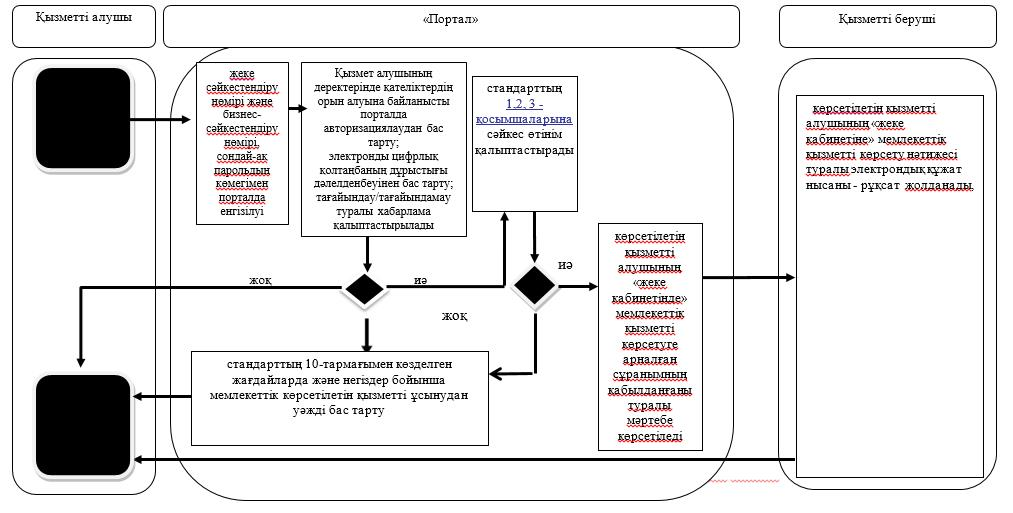 Қызметті алушы
«Портал»
Қызметті беруші
жеке
сәйкестендіру
нөмірі және
бизнес-
сәйкестендіру
нөмірі,
сондай-ақ
парольдың
көмегімен
порталда
енгізілуі
Қызмет алушының
деректерінде қателіктердің
орын алуына байланысты
порталда
авторизациялаудан бас
тарту;
электронды цифрлық
қолтаңбаның дұрыстығы
дәлелденбеуінен бас тарту;
тағайындау/тағайындамау
туралы хабарлама
қалыптастырылады
стандарттың
1,2, 3 -
қосымшаларына
сәйкес өтінім
қалыптастырады
көрсетілетін қызметті
алушының «жеке
кабинетіне» мемлекеттік
қызметті көрсету нәтижесі
туралы электрондық құжат
нысаны - рұқсат жолданады.
көрсетілетін
қызметті
алушының
«жеке
кабинетінде»
мемлекеттік
қызметті
көрсетуге
арналған
сұранымның
қабылданғаны
туралы
мәртебе
көрсетіледі
жоқ
иә
иә
жоқ
стандарттың 10-тармағымен көзделген
жағдайларда және негіздер бойынша
мемлекеттік көрсетілетін қызметті ұсынудан
уәжді бас тарту